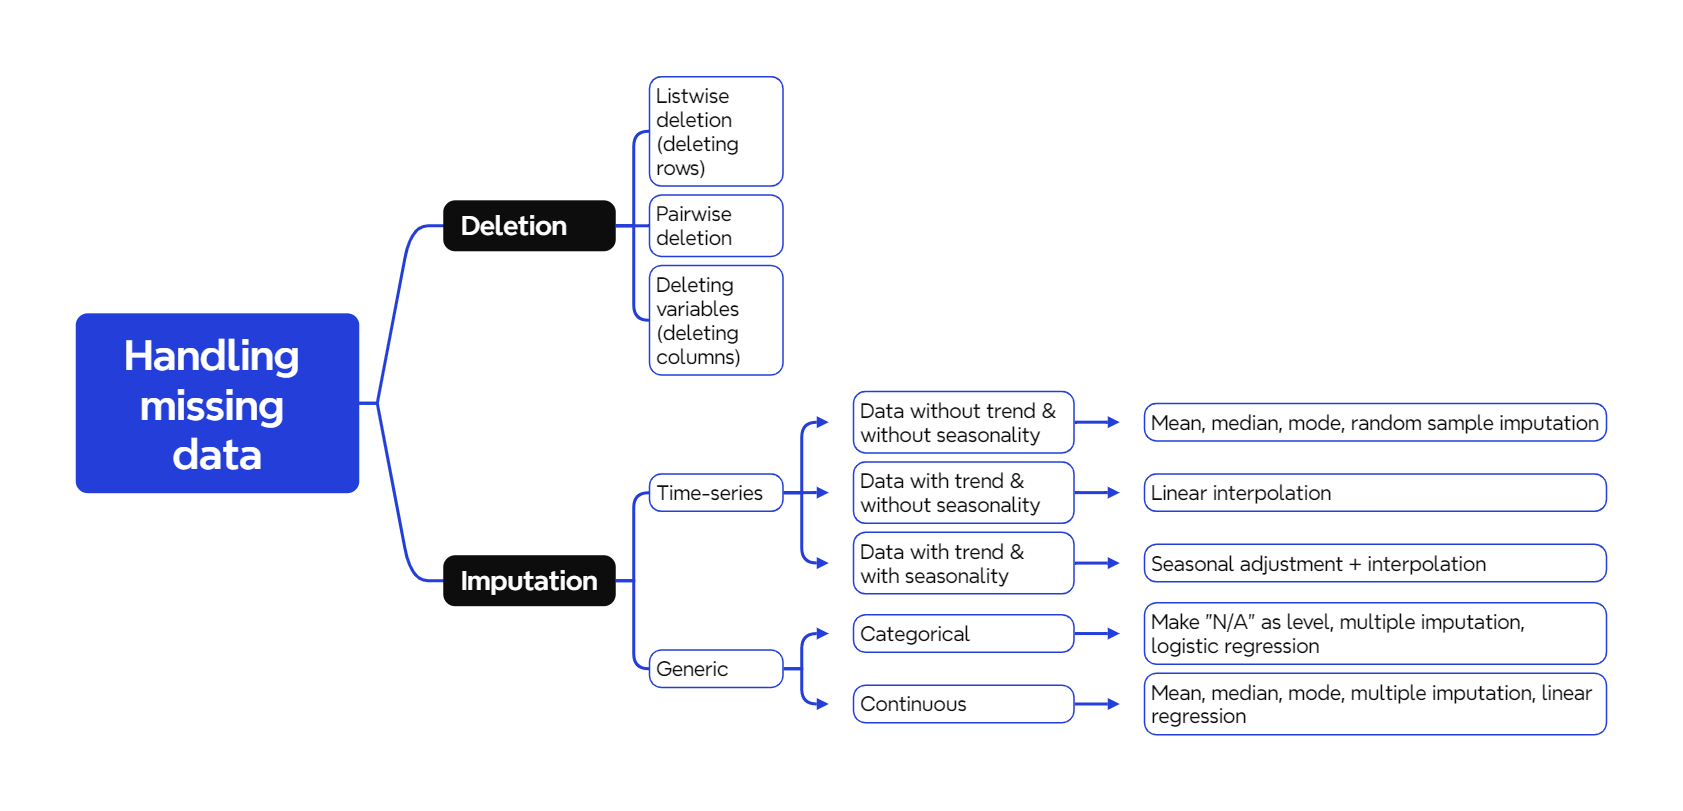 Handling
missing
data
Deletion
Listwise
deletion
(deleting
rows)
Pairwise
deletion
Deleting
variables
(deleting
columns)
Imputation
Time-series
Data without trend &
without seasonality
Mean, median, mode, random sample imputation
Data with trend &
without seasonality
Linear interpolation
Data with trend &
with seasonality
Seasonal adjustment + interpolation
Generic
Categorical
Make "N/A" as level, multiple imputation,
logistic regression
Continuous
Mean, median, mode, multiple imputation, linear
regression